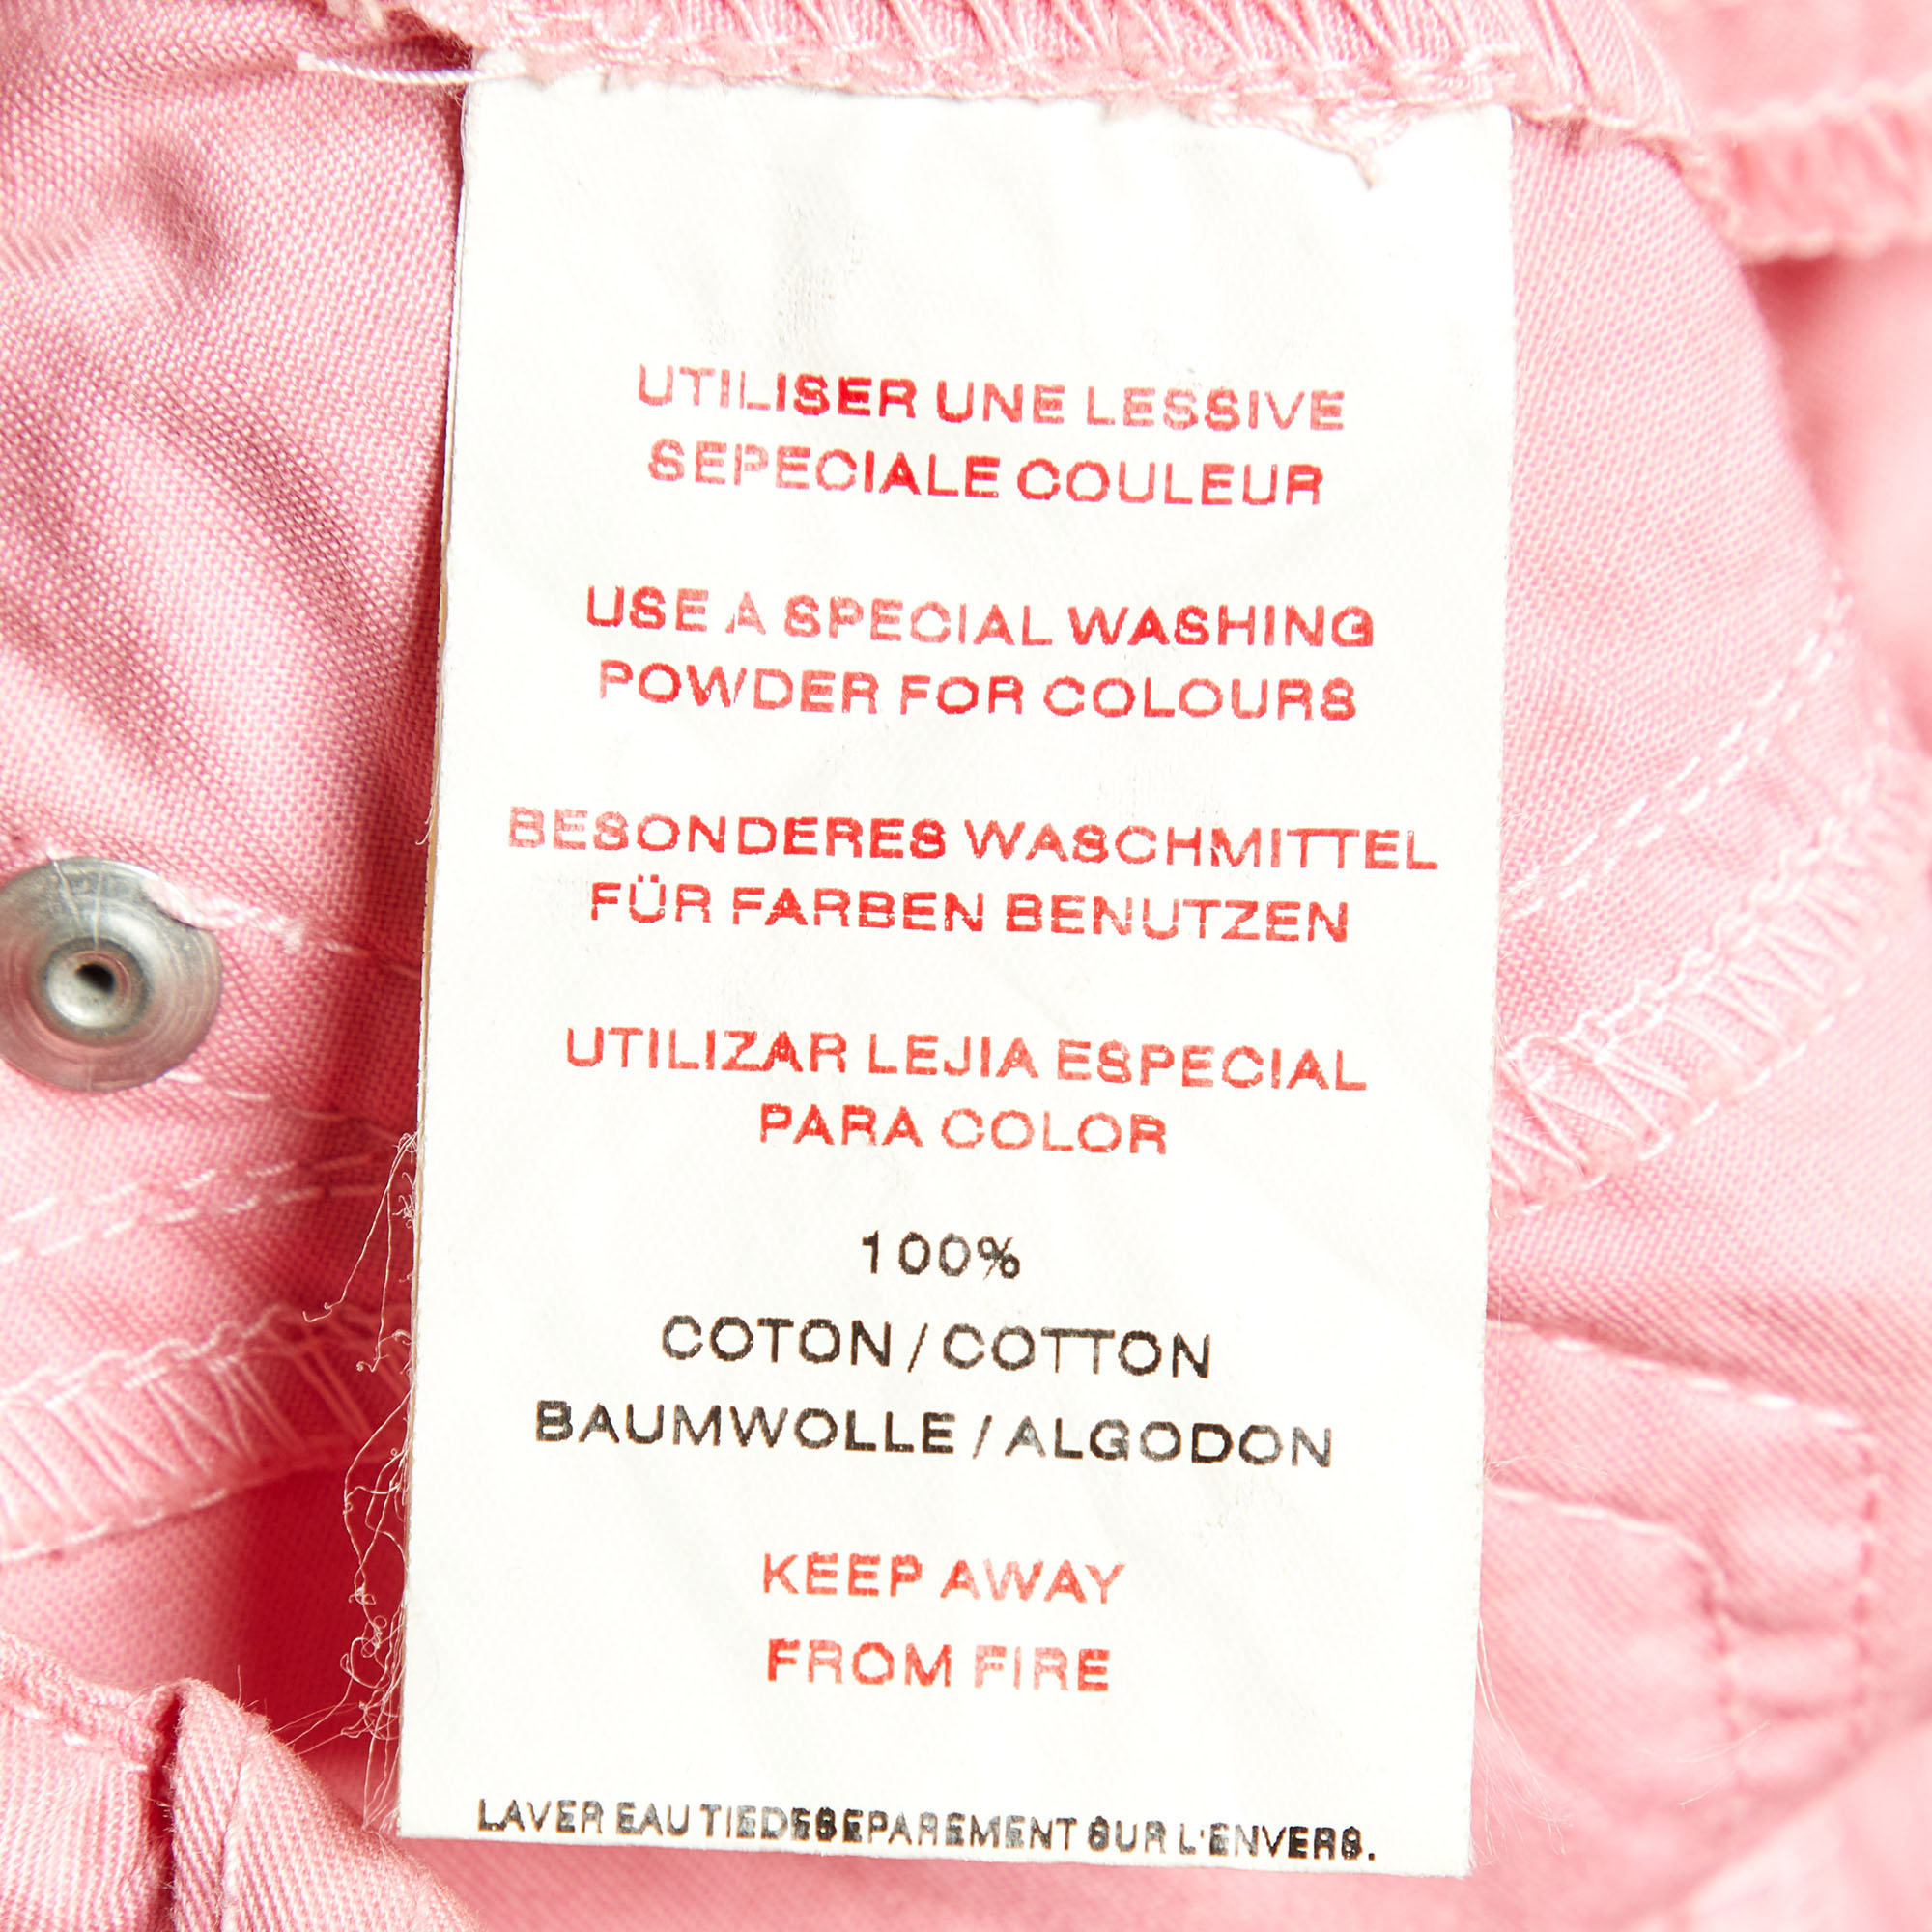 UTILISER UNE LESSIVE
SEPECIALE COULEUR
USE A SPECIAL WASHING
POWDER FOR COLOURS
BESONDERES WASCHMITTEL
FÜR FARBEN BENUTZEN
UTILIZAR LEJIA ESPECIAL
PARA COLOR
100%
COTON / COTTON
BAUMWOLLE / ALGODON
KEEP AWAY
FROM FIRE
LAVER EAU TIEDESEPAREMENT SUR L'ENVERS.